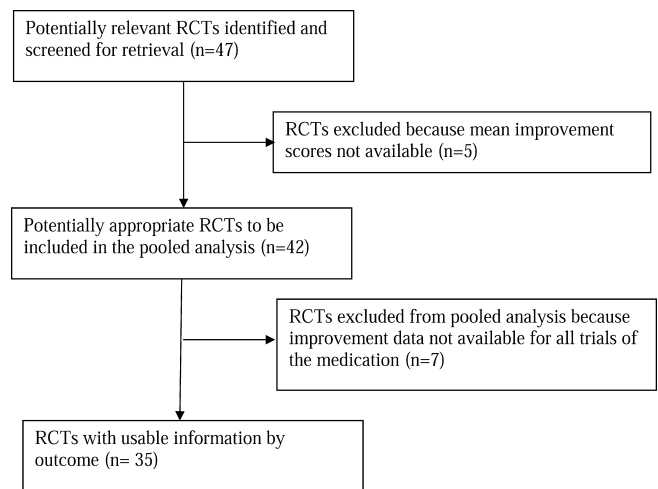 Potentially relevant RCTs identified and
screened for retrieval (n=47)
RCTs excluded because mean improvement
scores not available (n=5)
Potentially appropriate RCTs to be
included in the pooled analysis (n=42)
RCTs excluded from pooled analysis because
improvement data not available for all trials of
the medication (n=7)
RCTs with usable information by
outcome (n= 35)